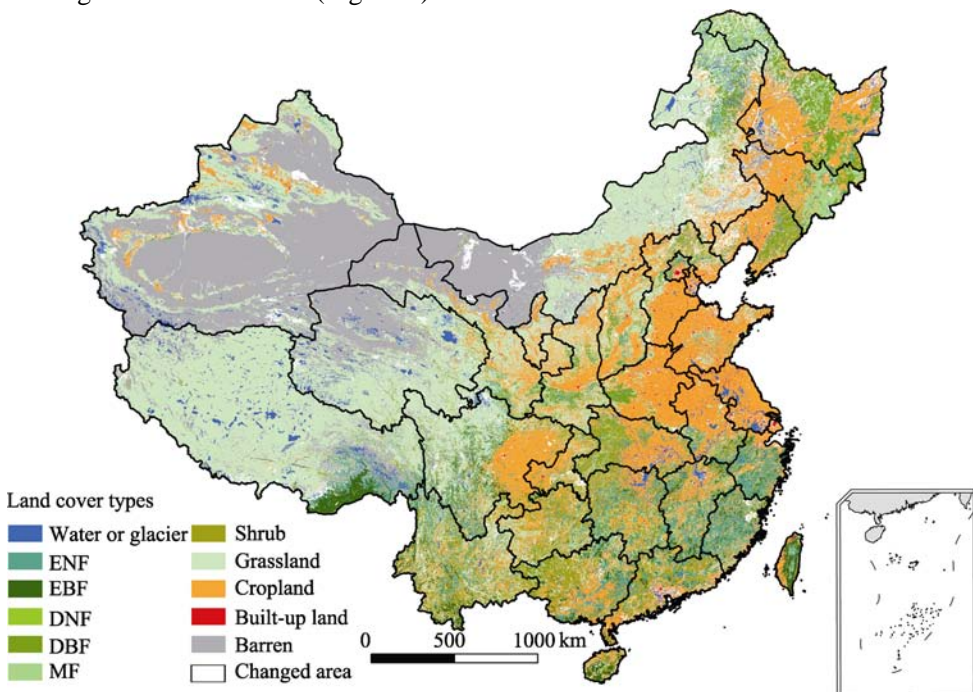 Land cover types
Water or glacier
ENF
EBF
DNF
DBF
MF
Shrub
Grassland
Cropland
Built-up land
Barren
Changed area
0 500 1000 km